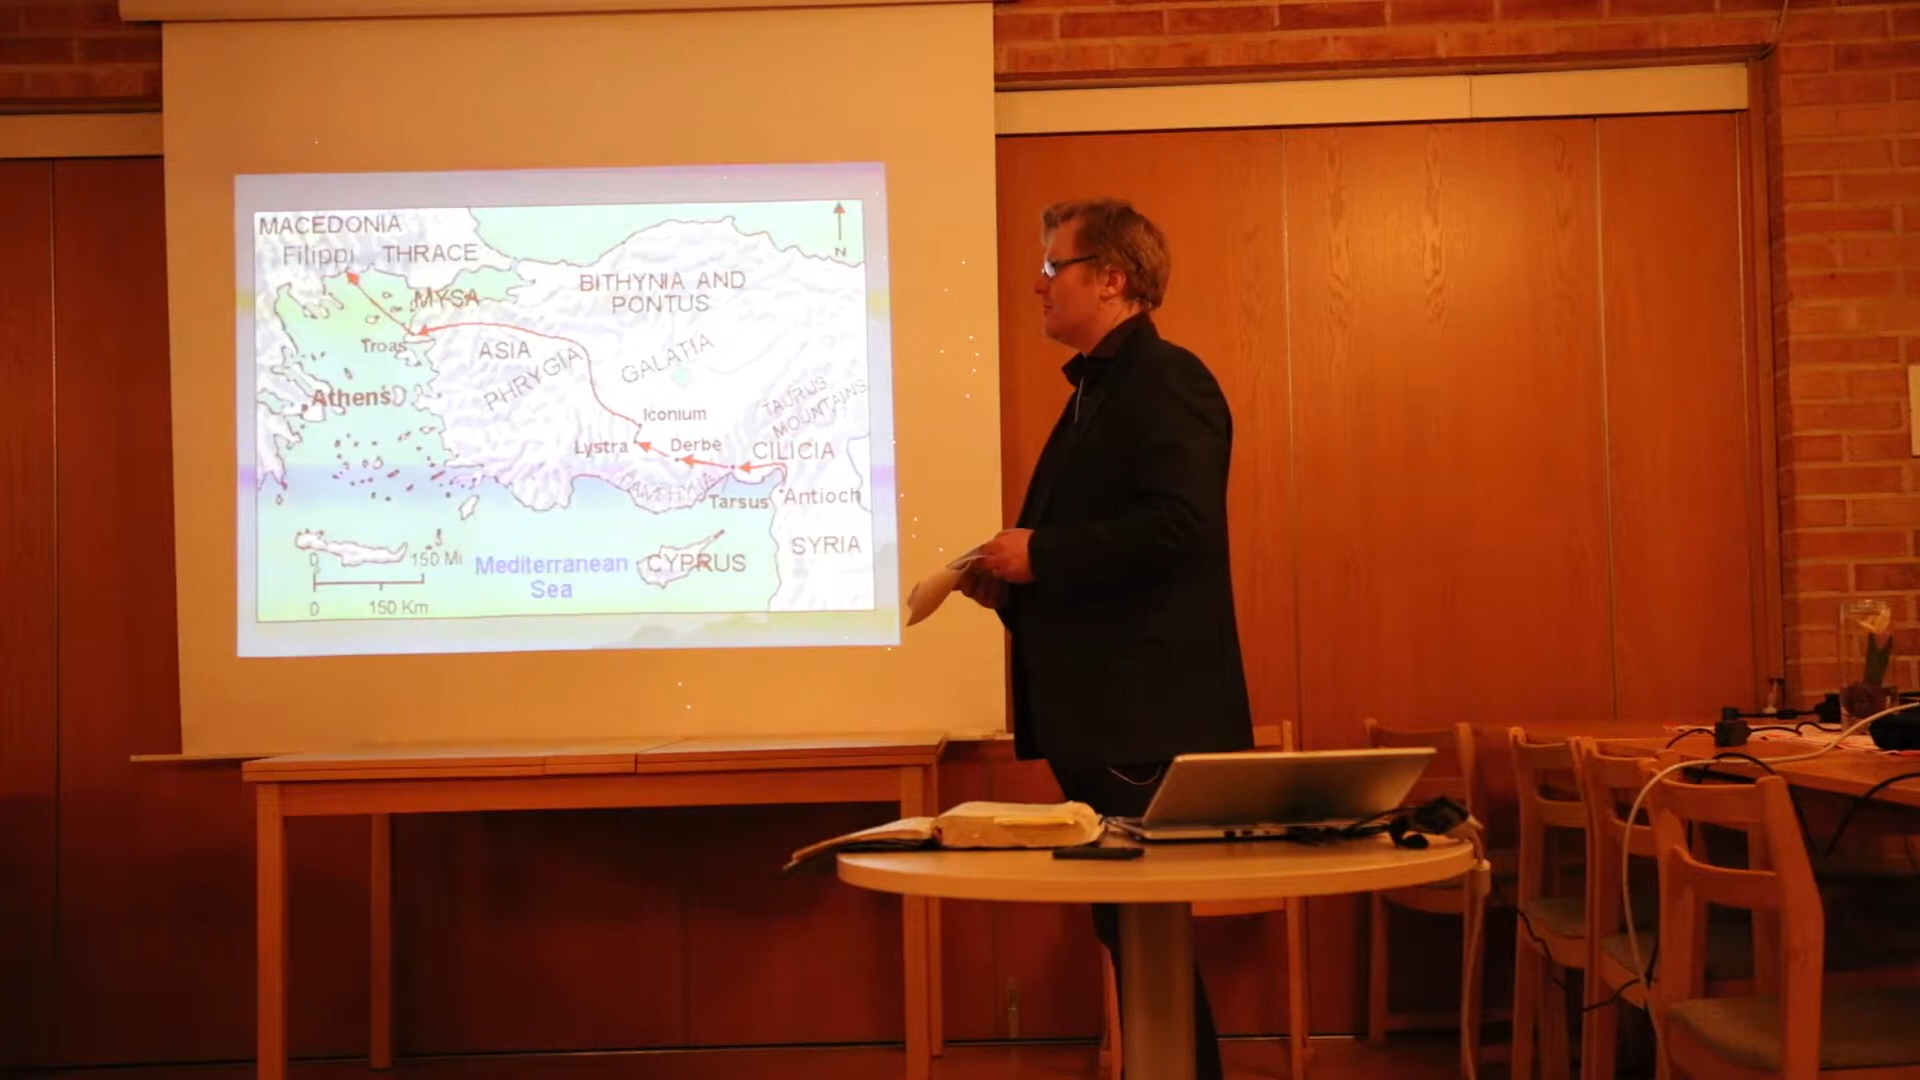 MACEDONIA
Filippi THRACE
N
MYSA
BITHYNIA AND
PONTUS
Troas
ASIA
PHRYGIA
GALATIA
TAURUS
MOUNTAINS
Athens
Iconium
Lystra
Derbe
CILICIA
PAMPHYLIA
Tarsus
Antioch
SYRIA
0 150 Mi
0 150 Km
Mediterranean
Sea
CYPRUS